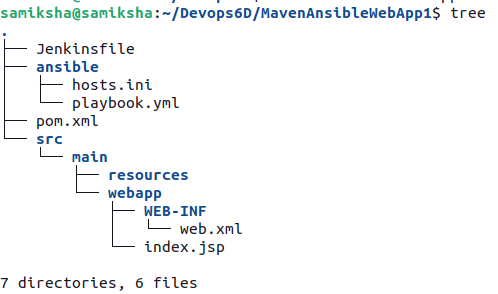 samiksha@samiksha:~/Devops6D/MavenAnsibleWebApp1$ tree
.
├── Jenkinsfile
├── ansible
│   ├── hosts.ini
│   └── playbook.yml
├── pom.xml
└── src
    └── main
        ├── resources
        └── webapp
            ├── WEB-INF
            │   └── web.xml
            └── index.jsp

7 directories, 6 files